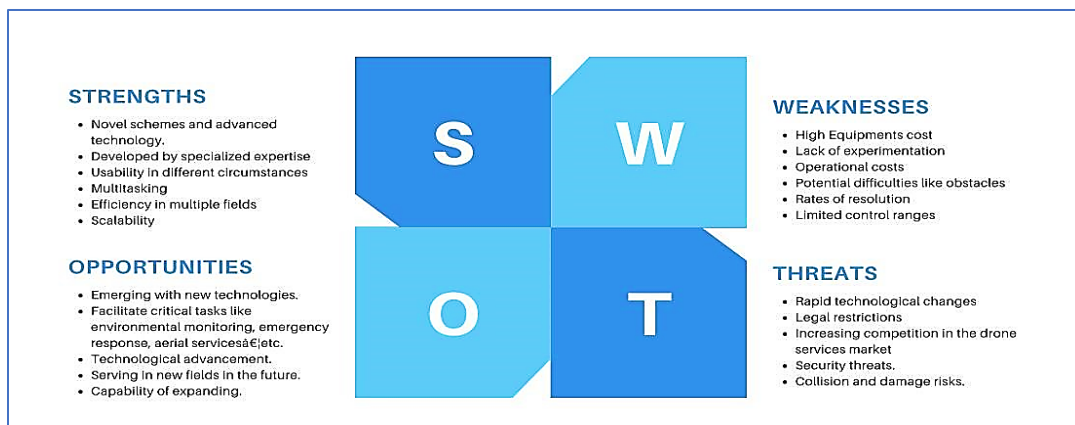 STRENGTHS
• Novel schemes and advanced
technology.
• Developed by specialized expertise
• Usability in different circumstances
• Multitasking
• Efficiency in multiple fields
• Scalability
S
W
WEAKNESSES
• High Equipments cost
• Lack of experimentation
• Operational costs
• Potential difficulties like obstacles
• Rates of resolution
• Limited control ranges
OPPORTUNITIES
• Emerging with new technologies.
• Facilitate critical tasks like
environmental monitoring, emergency
response, aerial servicesâ€¦etc.
• Technological advancement.
• Serving in new fields in the future.
• Capability of expanding.
O
T
THREATS
• Rapid technological changes
• Legal restrictions
• Increasing competition in the drone
services market
• Security threats.
• Collision and damage risks.